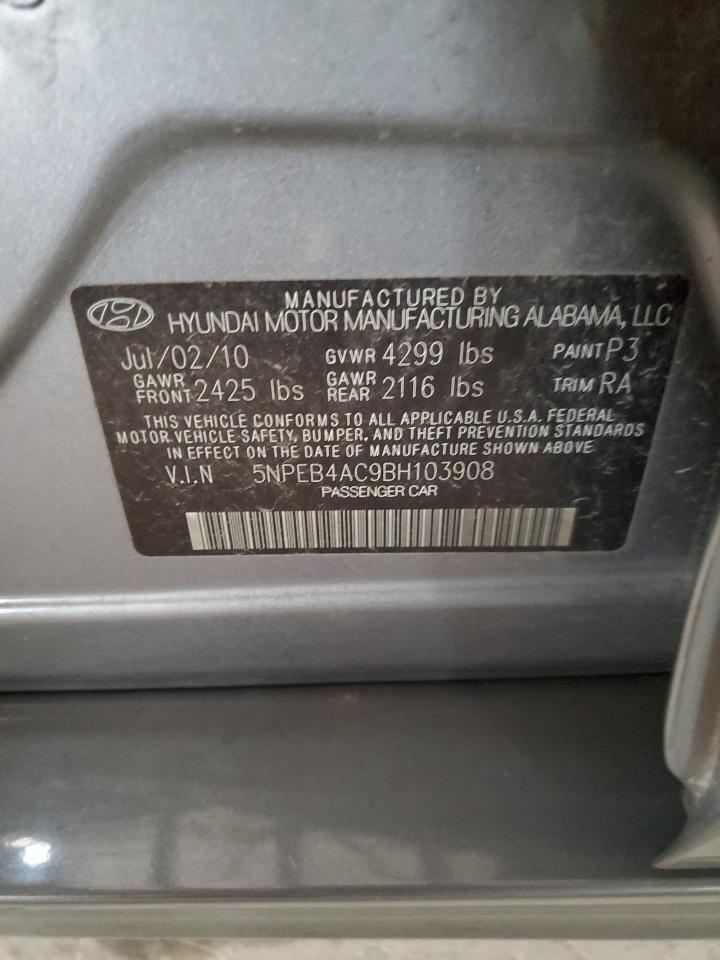 MANUFACTURED BY
HYUNDAI MOTOR MANUFACTURING ALABAMA, LLC
Jul/02/10 GVWR 4299 lbs PAINT P3
GAWR FRONT 2425 lbs GAWR REAR 2116 lbs TRIM RA
THIS VEHICLE CONFORMS TO ALL APPLICABLE U.S.A. FEDERAL
MOTOR VEHICLE SAFETY, BUMPER, AND THEFT PREVENTION STANDARDS
IN EFFECT ON THE DATE OF MANUFACTURE SHOWN ABOVE
V.I.N 5NPEB4AC9BH103908
PASSENGER CAR